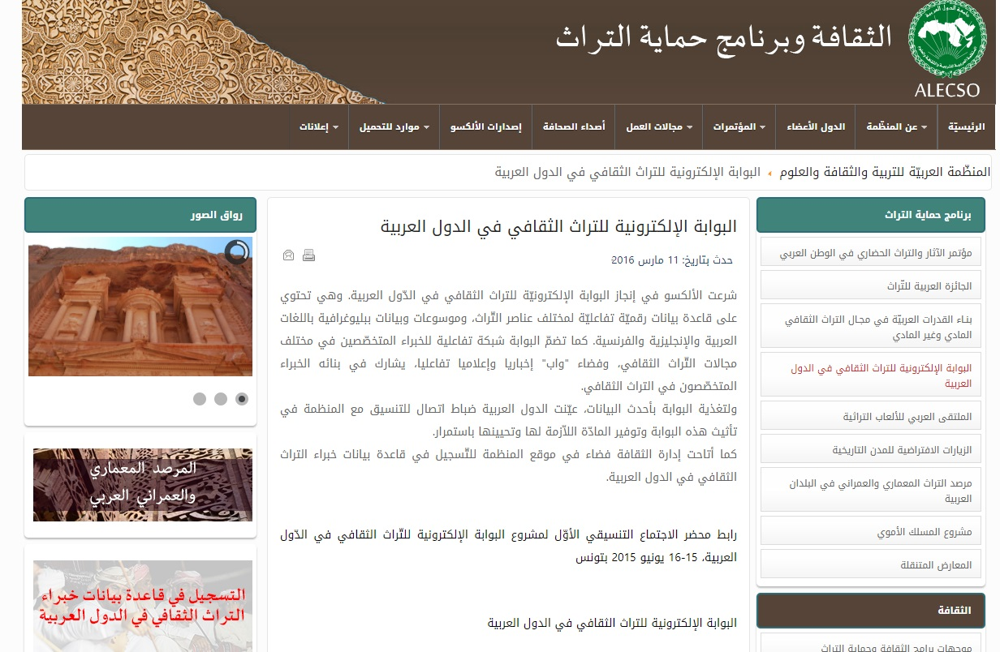 الثقافة وبرنامج حماية التراث
ALECSO
الرئيسيّة
عن المنظّمة
الدول الأعضاء
المؤتمرات
مجالات العمل
أصداء الصحافة
إصدارات الألكسو
موارد للتحميل
إعلانات
المنظّمة العربيّة للتربية والثقافة والعلوم
البوابة الإلكترونية للتراث الثقافي في الدول العربية
برنامج حماية التراث
مؤتمر الآثار والتراث الحضاري في الوطن العربي
الجائزة العربية للتّراث
بناء القدرات العربيّة في مجـال التراث الثقافي
المادي وغير المادي
البوابة الإلكترونية للتراث الثقافي في الدول
العربية
الملتقى العربي للألعاب التراثية
الزيارات الافتراضية للمدن التاريخية
مرصد التراث المعماري والعمراني في البلدان
العربية
مشروع المسلك الأموي
المعارض المتنقلة
الثقافة
موجهات برامج الثقافة وحماية التراث
البوابة الإلكترونية للتراث الثقافي في الدول العربية
حدث بتاريخ: 11 مارس 2016
شرعت الألكسو في إنجاز البوابة الإلكترونيّة للتراث الثقافي في الدّول العربية. وهي تحتوي
على قاعدة بيانات رقميّة تفاعليّة لمختلف عناصر التّراث، وموسوعات وبيانات ببليوغرافية باللغات
العربية والإنجليزية والفرنسية. كما تضمّ البوابة شبكة تفاعلية للخبراء المتخصّصين في مختلف
مجالات التّراث الثقافي، وفضاء "واب" إخباريا وإعلاميا تفاعليا، يشارك في بنائه الخبراء
المتخصّصون في التراث الثقافي.
ولتغذية البوابة بأحدث البيانات، عيّنت الدول العربية ضباط اتصال للتنسيق مع المنظمة في
تأثيث هذه البوابة وتوفير المادّة اللاّزمة لها وتحيينها باستمرار.
كما أتاحت إدارة الثقافة فضاء في موقع المنظمة للتّسجيل في قاعدة بيانات خبراء التراث
الثقافي في الدول العربية.
رابط محضر الاجتماع التنسيقي الأوّل لمشروع البوابة الإلكترونية للتّراث الثقافي في الدّول
العربية، 15-16 يونيو 2015 بتونس
البوابة الإلكترونية للتراث الثقافي في الدول العربية
رواق الصور
المرصد المعماري
والعمراني العربي
التسجيل في قاعدة بيانات خبراء
التراث الثقافي في الدول العربية